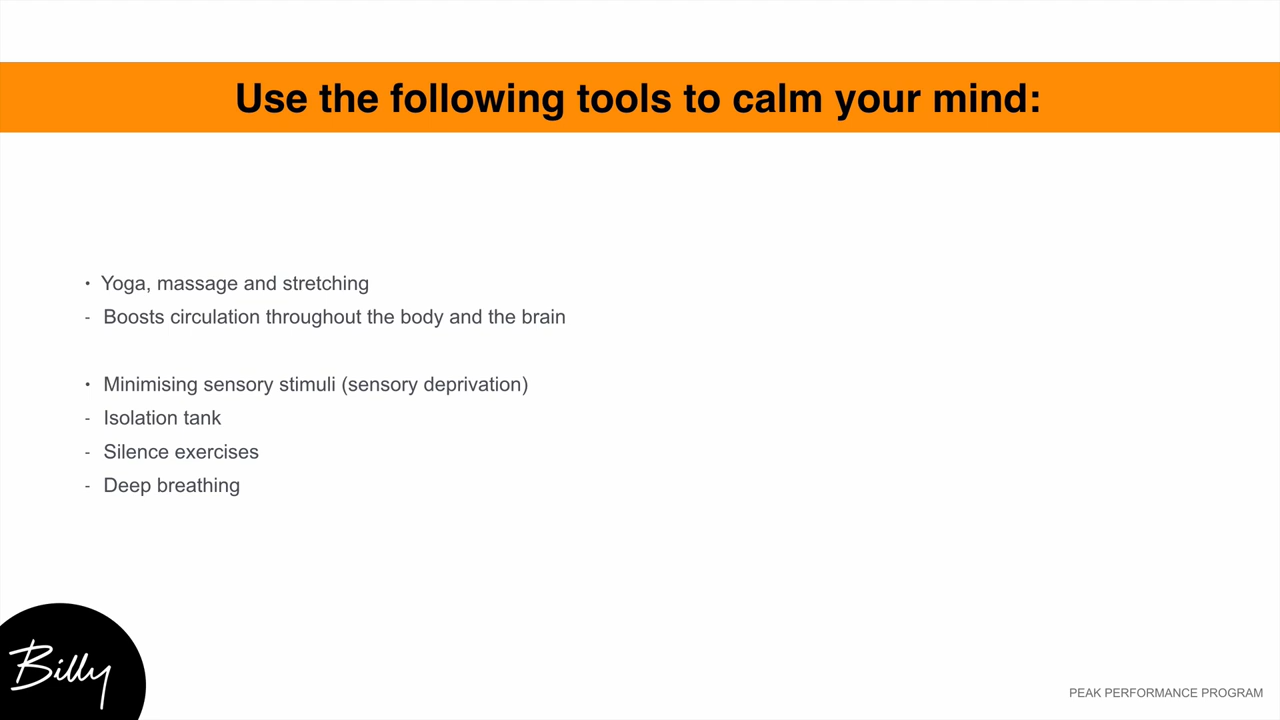 Use the following tools to calm your mind:
• Yoga, massage and stretching
- Boosts circulation throughout the body and the brain
• Minimising sensory stimuli (sensory deprivation)
- Isolation tank
- Silence exercises
- Deep breathing
Billy
PEAK PERFORMANCE PROGRAM